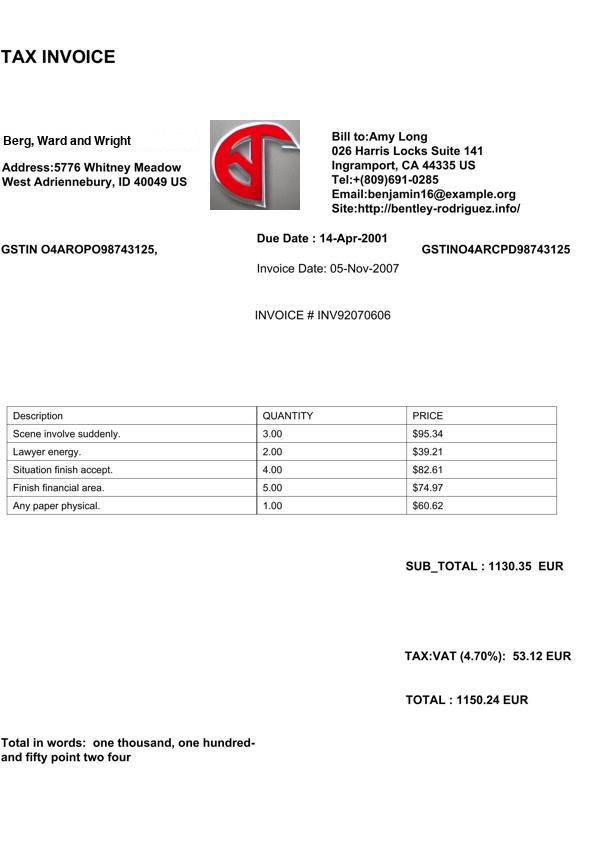 TAX INVOICE
Berg, Ward and Wright
Address:5776 Whitney Meadow
West Adriennebury, ID 40049 US
Bill to:Amy Long
026 Harris Locks Suite 141
Ingramport, CA 44335 US
Tel:+(809)691-0285
Email:benjamin16@example.org
Site:http://bentley-rodriguez.info/
GSTIN O4AROPO98743125,
Due Date : 14-Apr-2001
GSTINO4ARCPD98743125
Invoice Date: 05-Nov-2007
INVOICE # INV92070606
Description QUANTITY PRICE
Scene involve suddenly. 3.00 $95.34
Lawyer energy. 2.00 $39.21
Situation finish accept. 4.00 $82.61
Finish financial area. 5.00 $74.97
Any paper physical. 1.00 $60.62
SUB_TOTAL : 1130.35 EUR
TAX:VAT (4.70%): 53.12 EUR
TOTAL : 1150.24 EUR
Total in words: one thousand, one hundred-
and fifty point two four